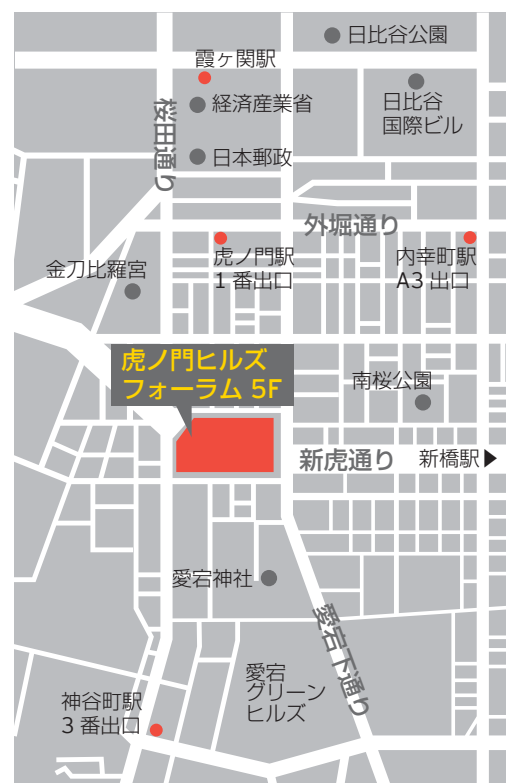 日比谷公園
霞ヶ関駅
経済産業省
日比谷
国際ビル
桜田通り
日本郵政
外堀通り
虎ノ門駅
1 番出口
内幸町駅
A3 出口
金刀比羅宮
虎ノ門ヒルズ
フォーラム 5F
南桜公園
新虎通り
新橋駅▶
愛宕神社
愛宕下通り
愛宕
グリーン
ヒルズ
神谷町駅
3 番出口